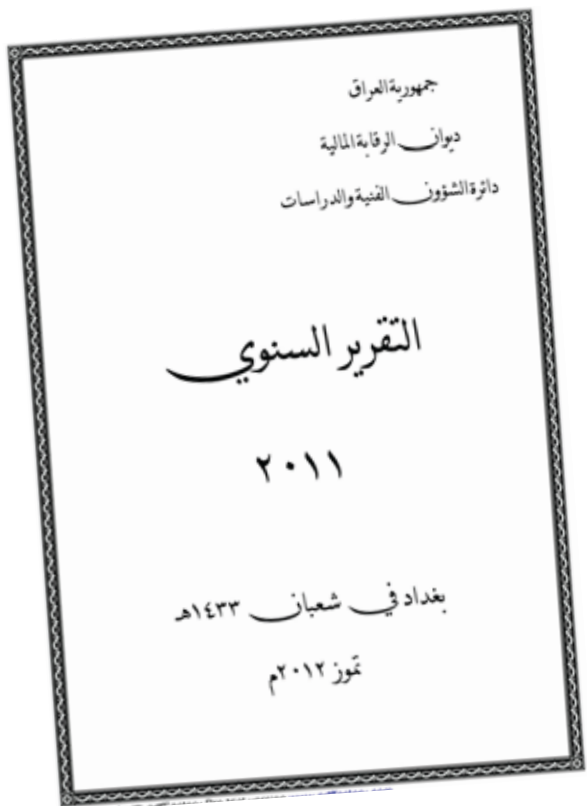 جمهورية العراق
ديوان الرقابة المالية
دائرة الشؤون الفنية والدراسات
التقرير السنوي
٢٠١١
بغداد في شعبان ١٤٣٣هـ
تموز ٢٠١٢م